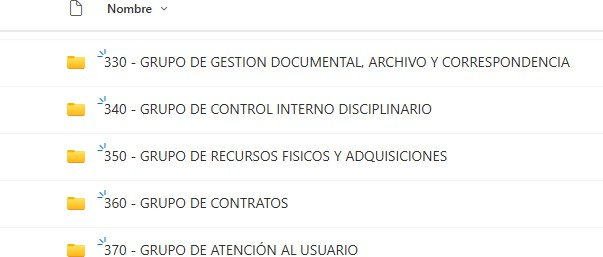 Nombre
330 - GRUPO DE GESTION DOCUMENTAL, ARCHIVO Y CORRESPONDENCIA
340 - GRUPO DE CONTROL INTERNO DISCIPLINARIO
350 - GRUPO DE RECURSOS FISICOS Y ADQUISICIONES
360 - GRUPO DE CONTRATOS
370 - GRUPO DE ATENCIÓN AL USUARIO